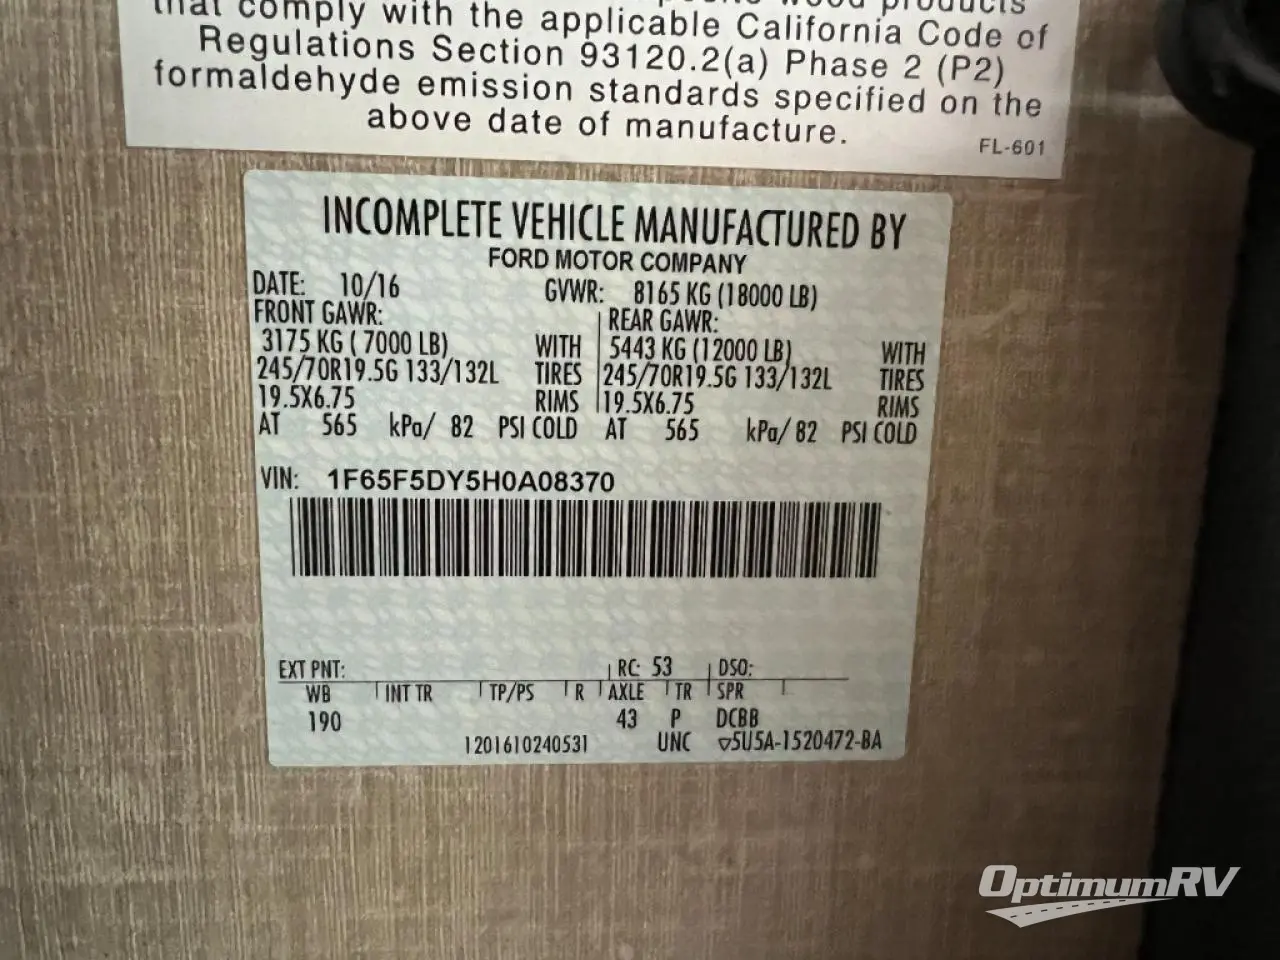 that comply with the applicable California Code of
Regulations Section 93120.2(a) Phase 2 (P2)
formaldehyde emission standards specified on the
above date of manufacture.
FL-601
INCOMPLETE VEHICLE MANUFACTURED BY
FORD MOTOR COMPANY
DATE: 10/16 GVWR: 8165 KG (18000 LB)
FRONT GAWR: REAR GAWR:
3175 KG ( 7000 LB) WITH 5443 KG (12000 LB) WITH
245/70R19.5G 133/132L TIRES 245/70R19.5G 133/132L TIRES
19.5X6.75 RIMS 19.5X6.75 RIMS
AT 565 kPa/ 82 PSI COLD AT 565 kPa/ 82 PSI COLD
VIN: 1F65F5DY5H0A08370
EXT PNT: RC: 53 DSO:
WB INT TR TP/PS R AXLE TR SPR
190 43 P DCBB
1201610240531 UNC ▽5U5A-1520472-BA
OptimumRV